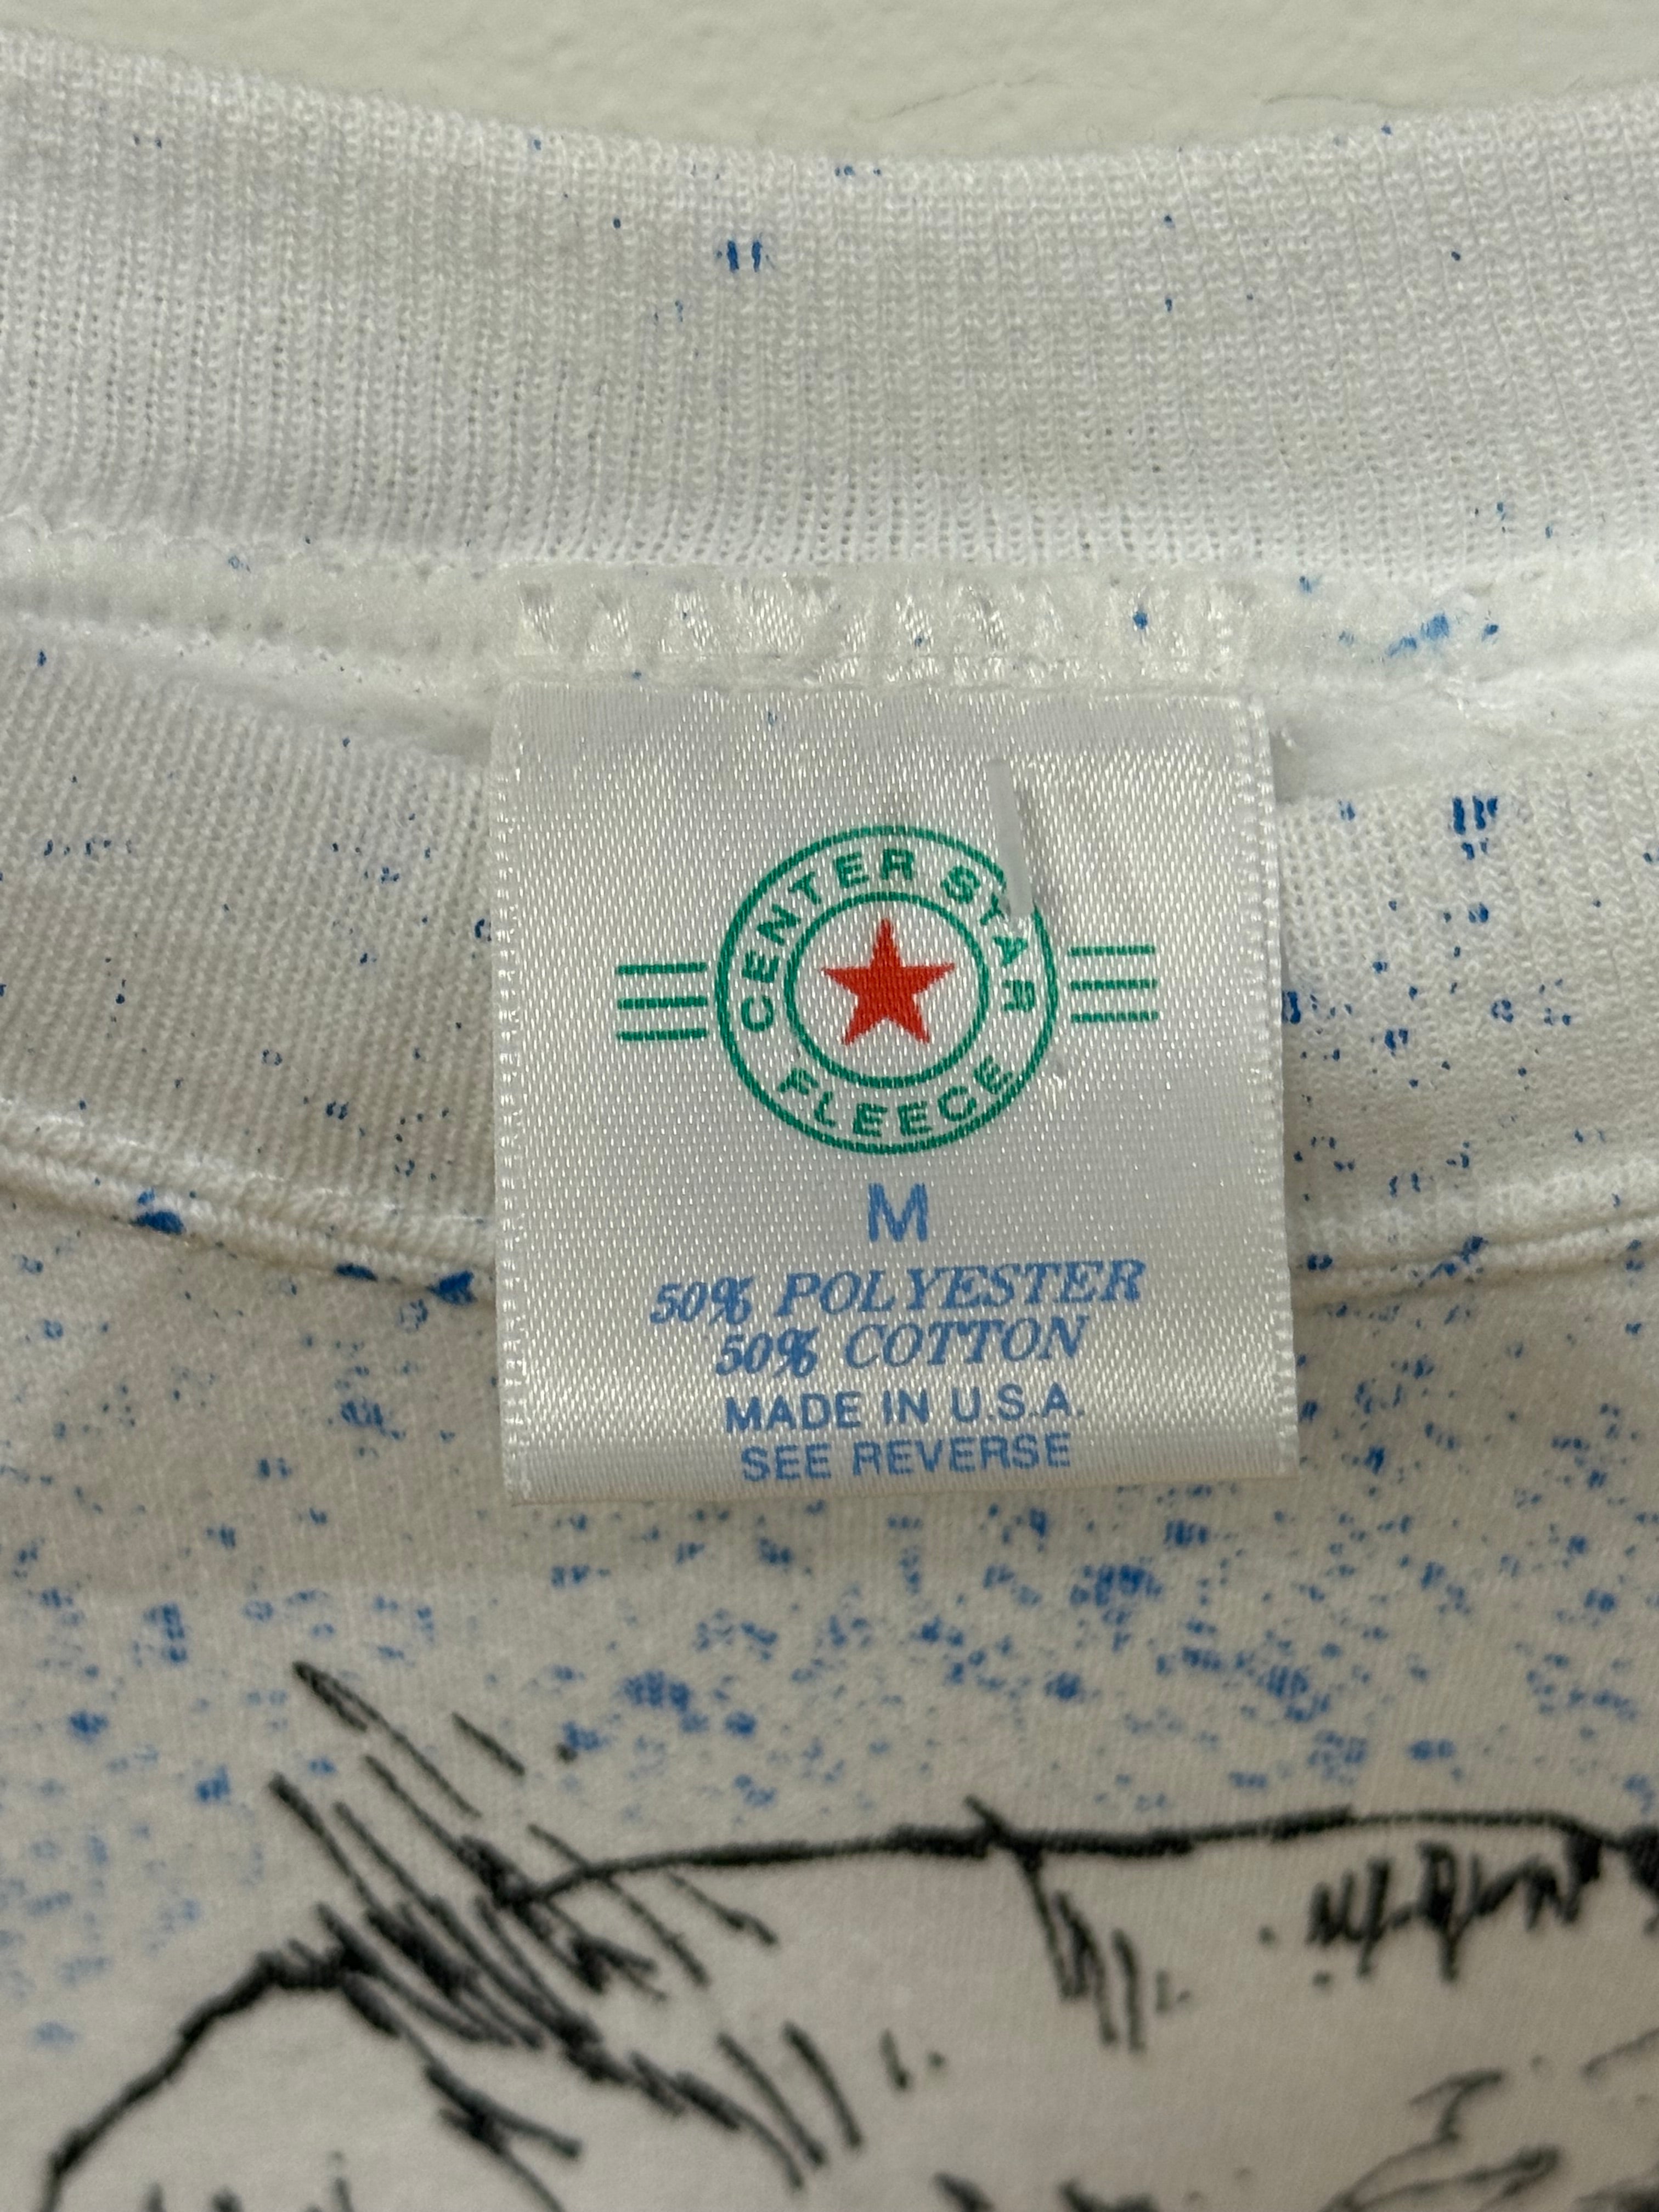 CENTER STAR
FLEECE
M
50% POLYESTER
50% COTTON
MADE IN U.S.A.
SEE REVERSE